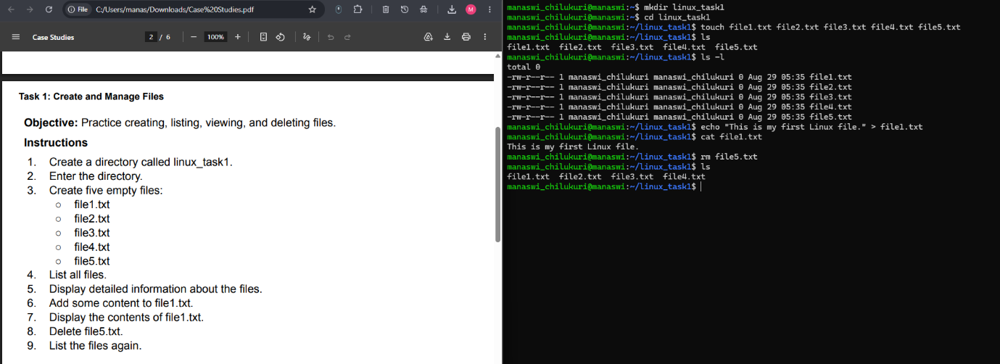 File C:/Users/manas/Downloads/Case%20Studies.pdf M
Case Studies 2 / 6 100%
Task 1: Create and Manage Files
Objective: Practice creating, listing, viewing, and deleting files.
Instructions
1. Create a directory called linux_task1.
2. Enter the directory.
3. Create five empty files:
○ file1.txt
○ file2.txt
○ file3.txt
○ file4.txt
○ file5.txt
4. List all files.
5. Display detailed information about the files.
6. Add some content to file1.txt.
7. Display the contents of file1.txt.
8. Delete file5.txt.
9. List the files again.
manaswi_chilukuri@manaswi:~$ mkdir linux_task1
manaswi_chilukuri@manaswi:~$ cd linux_task1
manaswi_chilukuri@manaswi:~/linux_task1$ touch file1.txt file2.txt file3.txt file4.txt file5.txt
manaswi_chilukuri@manaswi:~/linux_task1$ ls
file1.txt  file2.txt  file3.txt  file4.txt  file5.txt
manaswi_chilukuri@manaswi:~/linux_task1$ ls -l
total 0
-rw-r--r-- 1 manaswi_chilukuri manaswi_chilukuri 0 Aug 29 05:35 file1.txt
-rw-r--r-- 1 manaswi_chilukuri manaswi_chilukuri 0 Aug 29 05:35 file2.txt
-rw-r--r-- 1 manaswi_chilukuri manaswi_chilukuri 0 Aug 29 05:35 file3.txt
-rw-r--r-- 1 manaswi_chilukuri manaswi_chilukuri 0 Aug 29 05:35 file4.txt
-rw-r--r-- 1 manaswi_chilukuri manaswi_chilukuri 0 Aug 29 05:35 file5.txt
manaswi_chilukuri@manaswi:~/linux_task1$ echo "This is my first Linux file." > file1.txt
manaswi_chilukuri@manaswi:~/linux_task1$ cat file1.txt
This is my first Linux file.
manaswi_chilukuri@manaswi:~/linux_task1$ rm file5.txt
manaswi_chilukuri@manaswi:~/linux_task1$ ls
file1.txt  file2.txt  file3.txt  file4.txt
manaswi_chilukuri@manaswi:~/linux_task1$